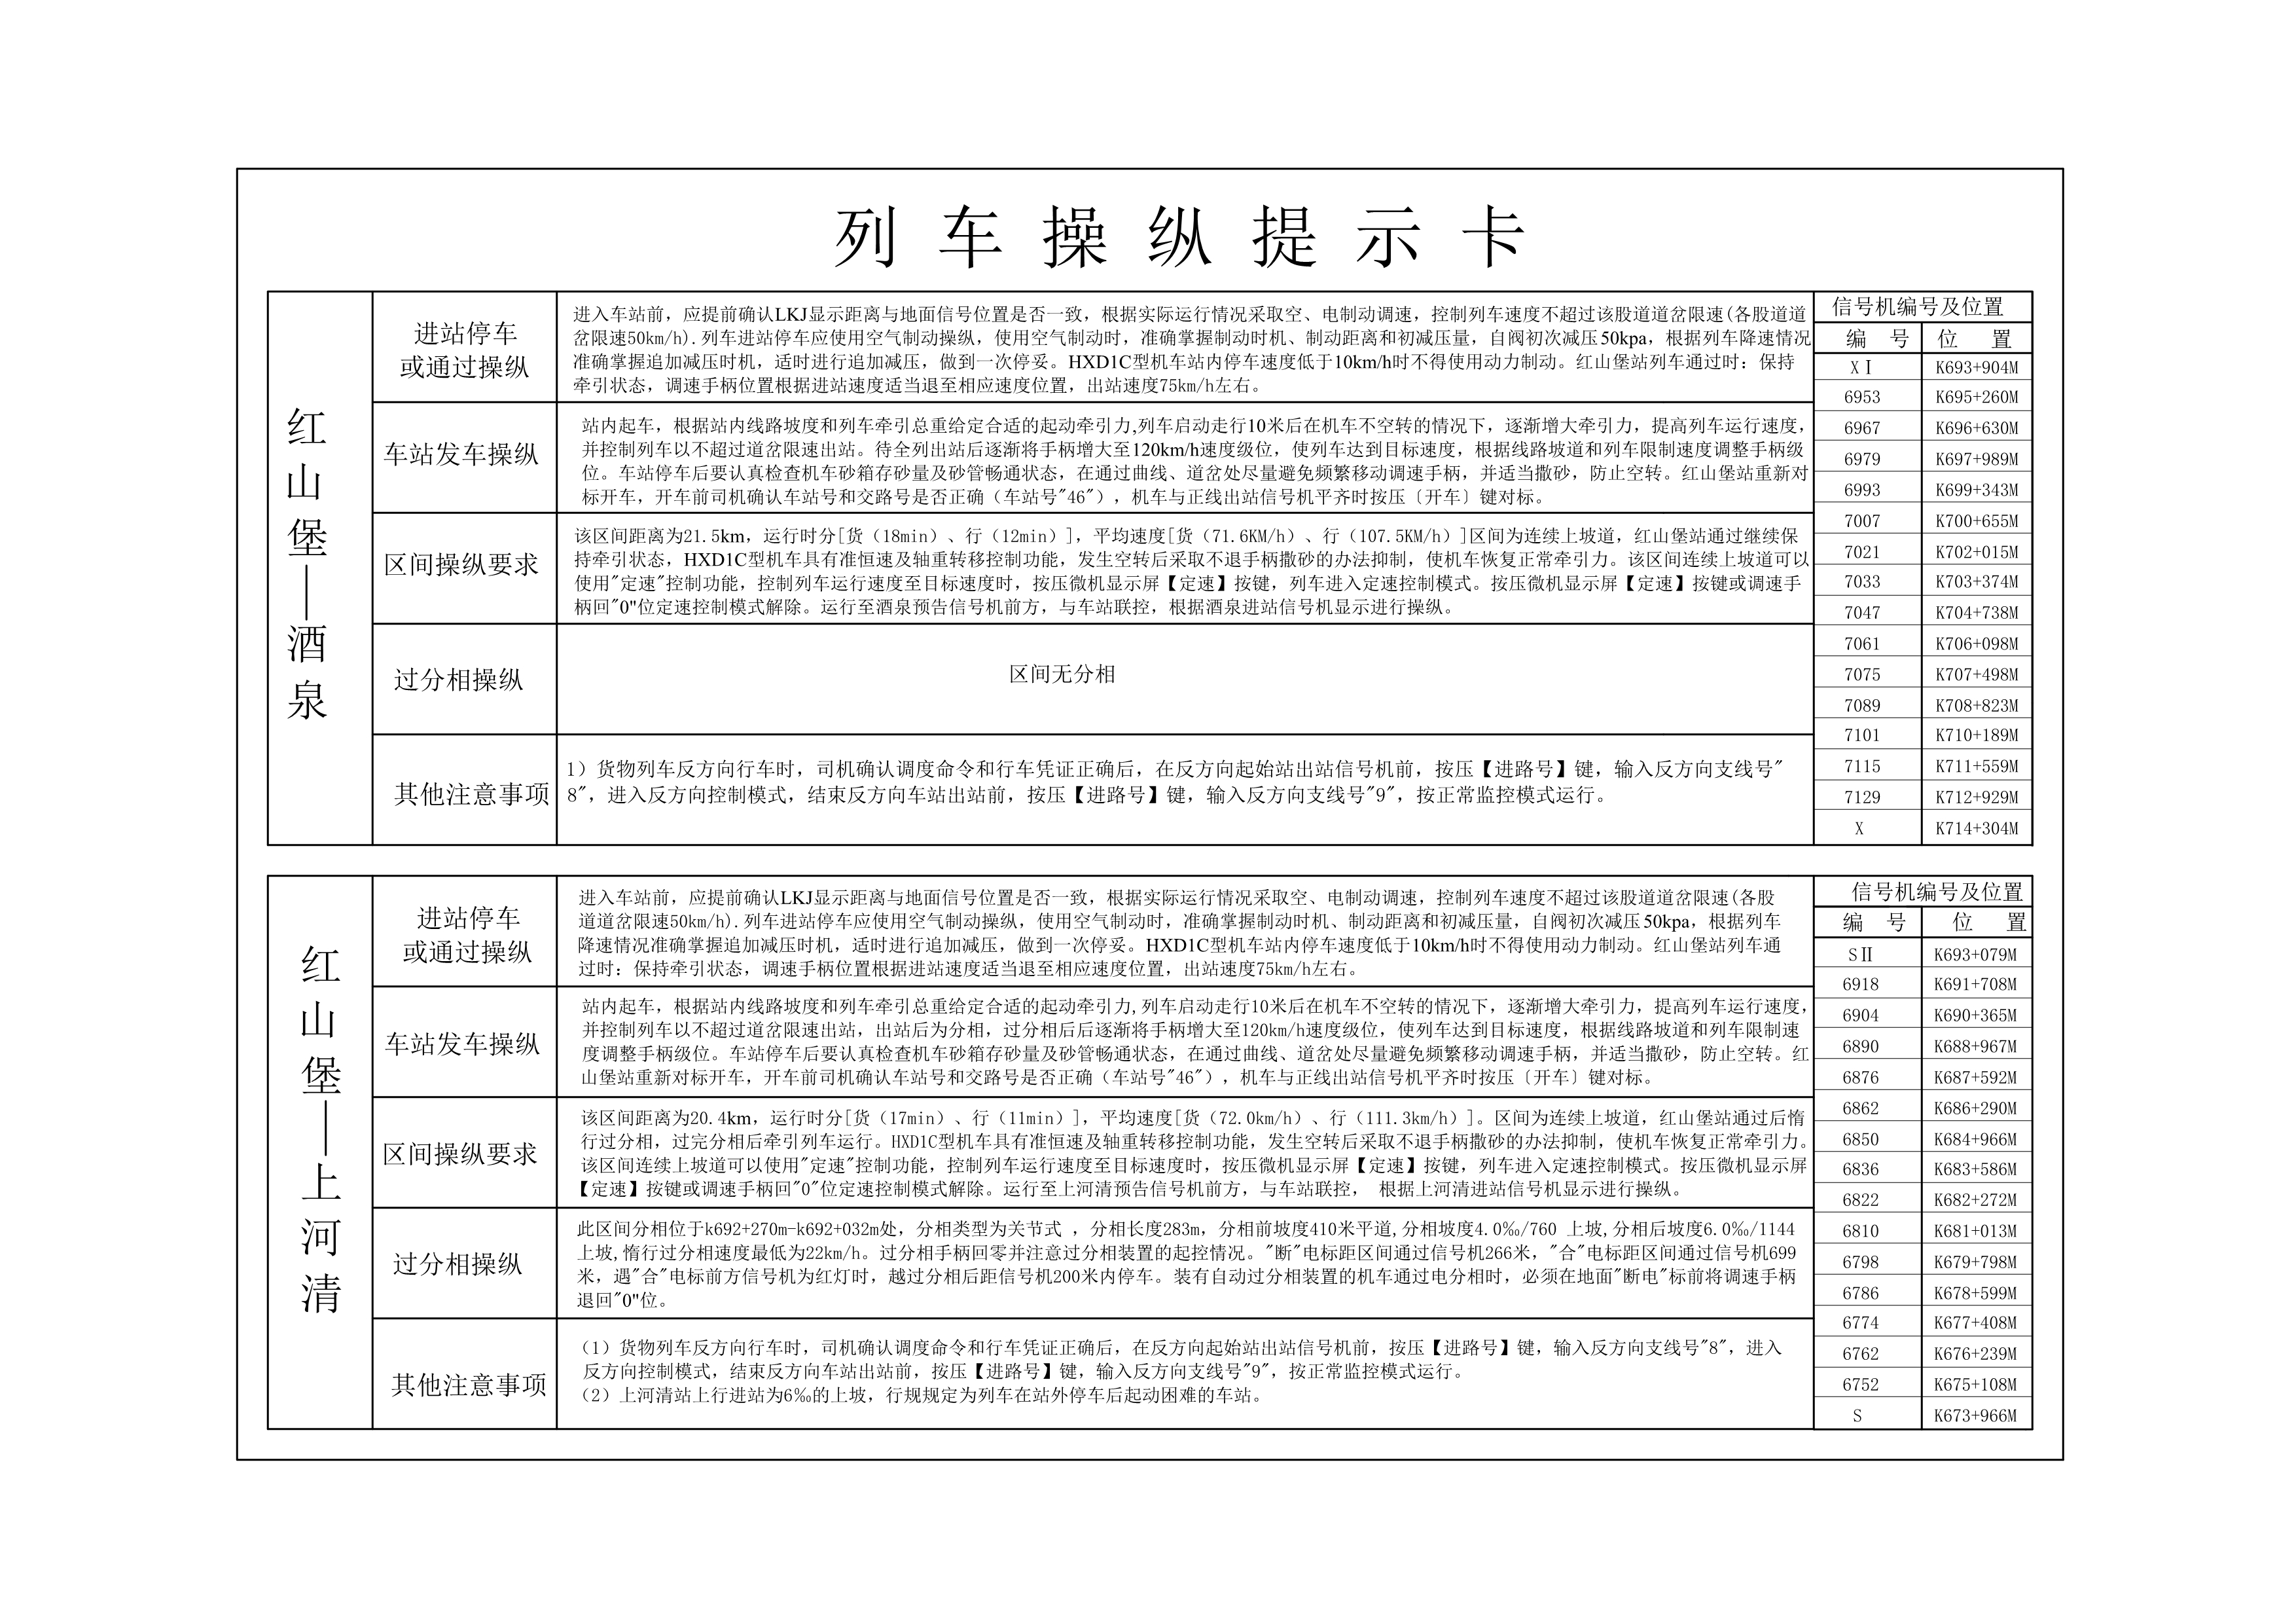 列车操纵提示卡
红山堡——酒泉
进站停车
或通过操纵
进入车站前，应提前确认LKJ显示距离与地面信号位置是否一致，根据实际运行情况采取空、电制动调速，控制列车速度不超过该股道道岔限速(各股道道
岔限速50km/h).列车进站停车应使用空气制动操纵，使用空气制动时，准确掌握制动时机、制动距离和初减压量，自阀初次减压50kpa，根据列车降速情况
准确掌握追加减压时机，适时进行追加减压，做到一次停妥。HXD1C型机车站内停车速度低于10km/h时不得使用动力制动。红山堡站列车通过时：保持
牵引状态，调速手柄位置根据进站速度适当退至相应速度位置，出站速度75km/h左右。
车站发车操纵
站内起车，根据站内线路坡度和列车牵引总重给定合适的起动牵引力,列车启动走行10米后在机车不空转的情况下，逐渐增大牵引力，提高列车运行速度，
并控制列车以不超过道岔限速出站。待全列出站后逐渐将手柄增大至120km/h速度级位，使列车达到目标速度，根据线路坡道和列车限制速度调整手柄级
位。车站停车后要认真检查机车砂箱存砂量及砂管畅通状态，在通过曲线、道岔处尽量避免频繁移动调速手柄，并适当撒砂，防止空转。红山堡站重新对
标开车，开车前司机确认车站号和交路号是否正确（车站号"46"），机车与正线出站信号机平齐时按压〔开车〕键对标。
区间操纵要求
该区间距离为21.5km，运行时分[货（18min）、行（12min）]，平均速度[货（71.6KM/h）、行（107.5KM/h）]区间为连续上坡道，红山堡站通过继续保
持牵引状态，HXD1C型机车具有准恒速及轴重转移控制功能，发生空转后采取不退手柄撒砂的办法抑制，使机车恢复正常牵引力。该区间连续上坡道可以
使用"定速"控制功能，控制列车运行速度至目标速度时，按压微机显示屏【定速】按键，列车进入定速控制模式。按压微机显示屏【定速】按键或调速手
柄回"0"位定速控制模式解除。运行至酒泉预告信号机前方，与车站联控，根据酒泉进站信号机显示进行操纵。
过分相操纵
区间无分相
其他注意事项
1）货物列车反方向行车时，司机确认调度命令和行车凭证正确后，在反方向起始站出站信号机前，按压【进路号】键，输入反方向支线号"
8"，进入反方向控制模式，结束反方向车站出站前，按压【进路号】键，输入反方向支线号"9"，按正常监控模式运行。
信号机编号及位置
编 号 位 置
XⅠ K693+904M
6953 K695+260M
6967 K696+630M
6979 K697+989M
6993 K699+343M
7007 K700+655M
7021 K702+015M
7033 K703+374M
7047 K704+738M
7061 K706+098M
7075 K707+498M
7089 K708+823M
7101 K710+189M
7115 K711+559M
7129 K712+929M
X K714+304M
红山堡——上河清
进站停车
或通过操纵
进入车站前，应提前确认LKJ显示距离与地面信号位置是否一致，根据实际运行情况采取空、电制动调速，控制列车速度不超过该股道道岔限速(各股
道道岔限速50km/h).列车进站停车应使用空气制动操纵，使用空气制动时，准确掌握制动时机、制动距离和初减压量，自阀初次减压50kpa，根据列车
降速情况准确掌握追加减压时机，适时进行追加减压，做到一次停妥。HXD1C型机车站内停车速度低于10km/h时不得使用动力制动。红山堡站列车通
过时：保持牵引状态，调速手柄位置根据进站速度适当退至相应速度位置，出站速度75km/h左右。
车站发车操纵
站内起车，根据站内线路坡度和列车牵引总重给定合适的起动牵引力,列车启动走行10米后在机车不空转的情况下，逐渐增大牵引力，提高列车运行速度，
并控制列车以不超过道岔限速出站，出站后为分相，过分相后后逐渐将手柄增大至120km/h速度级位，使列车达到目标速度，根据线路坡道和列车限制速
度调整手柄级位。车站停车后要认真检查机车砂箱存砂量及砂管畅通状态，在通过曲线、道岔处尽量避免频繁移动调速手柄，并适当撒砂，防止空转。红
山堡站重新对标开车，开车前司机确认车站号和交路号是否正确（车站号"46"），机车与正线出站信号机平齐时按压〔开车〕键对标。
区间操纵要求
该区间距离为20.4km，运行时分[货（17min）、行（11min）]，平均速度[货（72.0km/h）、行（111.3km/h）]。区间为连续上坡道，红山堡站通过后惰
行过分相，过完分相后牵引列车运行。HXD1C型机车具有准恒速及轴重转移控制功能，发生空转后采取不退手柄撒砂的办法抑制，使机车恢复正常牵引力。
该区间连续上坡道可以使用"定速"控制功能，控制列车运行速度至目标速度时，按压微机显示屏【定速】按键，列车进入定速控制模式。按压微机显示屏
【定速】按键或调速手柄回"0"位定速控制模式解除。运行至上河清预告信号机前方，与车站联控， 根据上河清进站信号机显示进行操纵。
过分相操纵
此区间分相位于k692+270m-k692+032m处，分相类型为关节式 ，分相长度283m，分相前坡度410米平道,分相坡度4.0‰/760 上坡,分相后坡度6.0‰/1144
上坡,惰行过分相速度最低为22km/h。过分相手柄回零并注意过分相装置的起控情况。"断"电标距区间通过信号机266米，"合"电标距区间通过信号机699
米，遇"合"电标前方信号机为红灯时，越过分相后距信号机200米内停车。装有自动过分相装置的机车通过电分相时，必须在地面"断电"标前将调速手柄
退回"0"位。
其他注意事项
（1）货物列车反方向行车时，司机确认调度命令和行车凭证正确后，在反方向起始站出站信号机前，按压【进路号】键，输入反方向支线号"8"，进入
反方向控制模式，结束反方向车站出站前，按压【进路号】键，输入反方向支线号"9"，按正常监控模式运行。
（2）上河清站上行进站为6‰的上坡，行规规定为列车在站外停车后起动困难的车站。
信号机编号及位置
编 号 位 置
SⅡ K693+079M
6918 K691+708M
6904 K690+365M
6890 K688+967M
6876 K687+592M
6862 K686+290M
6850 K684+966M
6836 K683+586M
6822 K682+272M
6810 K681+013M
6798 K679+798M
6786 K678+599M
6774 K677+408M
6762 K676+239M
6752 K675+108M
S K673+966M